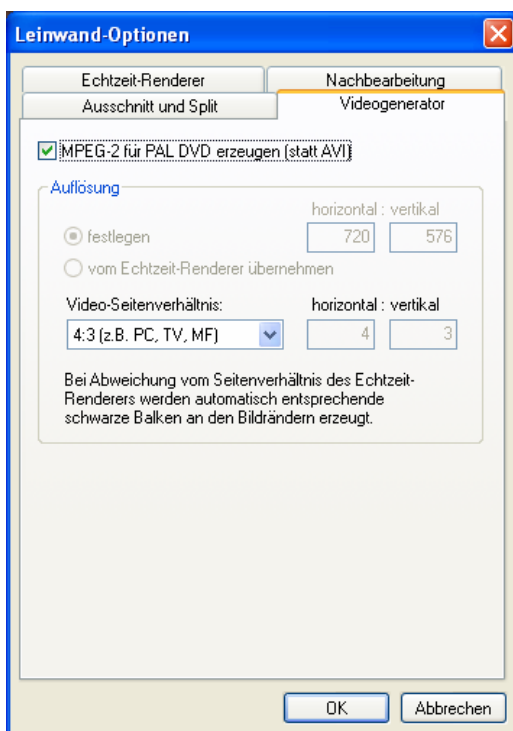 Leinwand-Optionen
Echtzeit-Renderer
Nachbearbeitung
Ausschnitt und Split
Videogenerator
MPEG-2 für PAL DVD erzeugen (statt AVI)
Auflösung
horizontal : vertikal
festlegen
720
576
vom Echtzeit-Renderer übernehmen
Video-Seitenverhältnis:
horizontal : vertikal
4:3 (z.B. PC, TV, MF)
4
3
Bei Abweichung vom Seitenverhältnis des Echtzeit-
Renderers werden automatisch entsprechende
schwarze Balken an den Bildrändern erzeugt.
OK
Abbrechen